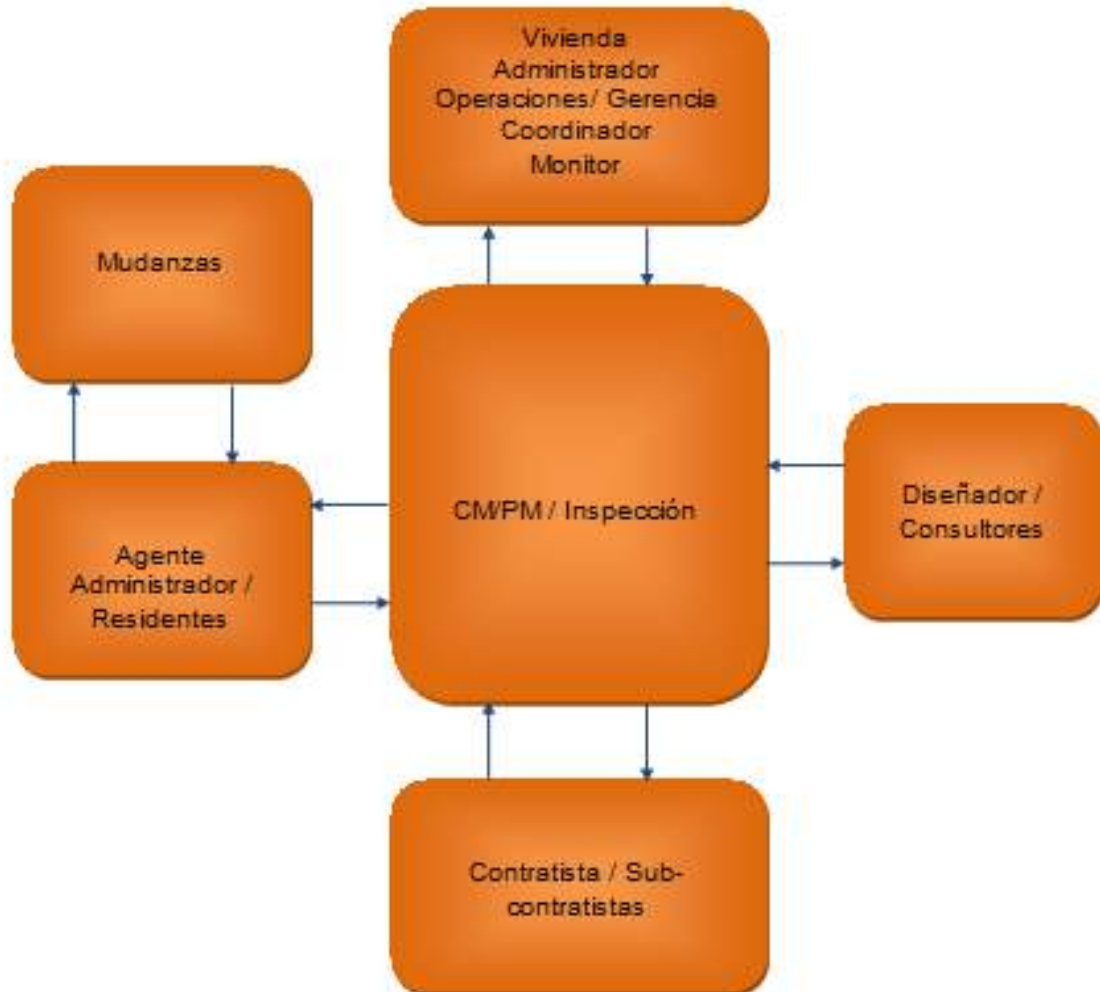 Vivienda
Administrador
Operaciones/ Gerencia
Coordinador
Monitor
Mudanzas
CM/PM / Inspección
Diseñador /
Consultores
Agente
Administrador /
Residentes
Contratista / Sub-
contratistas